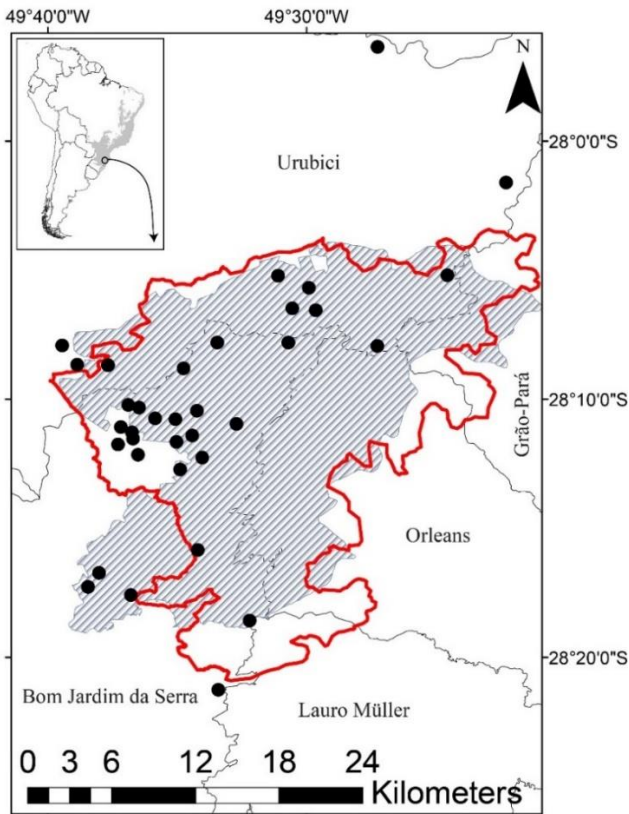 49°40'0"W 49°30'0"W
N
28°0'0"S
Urubici
Grão-Pará
28°10'0"S
Orleans
28°20'0"S
Bom Jardim da Serra
Lauro Müller
0 3 6 12 18 24
Kilometers